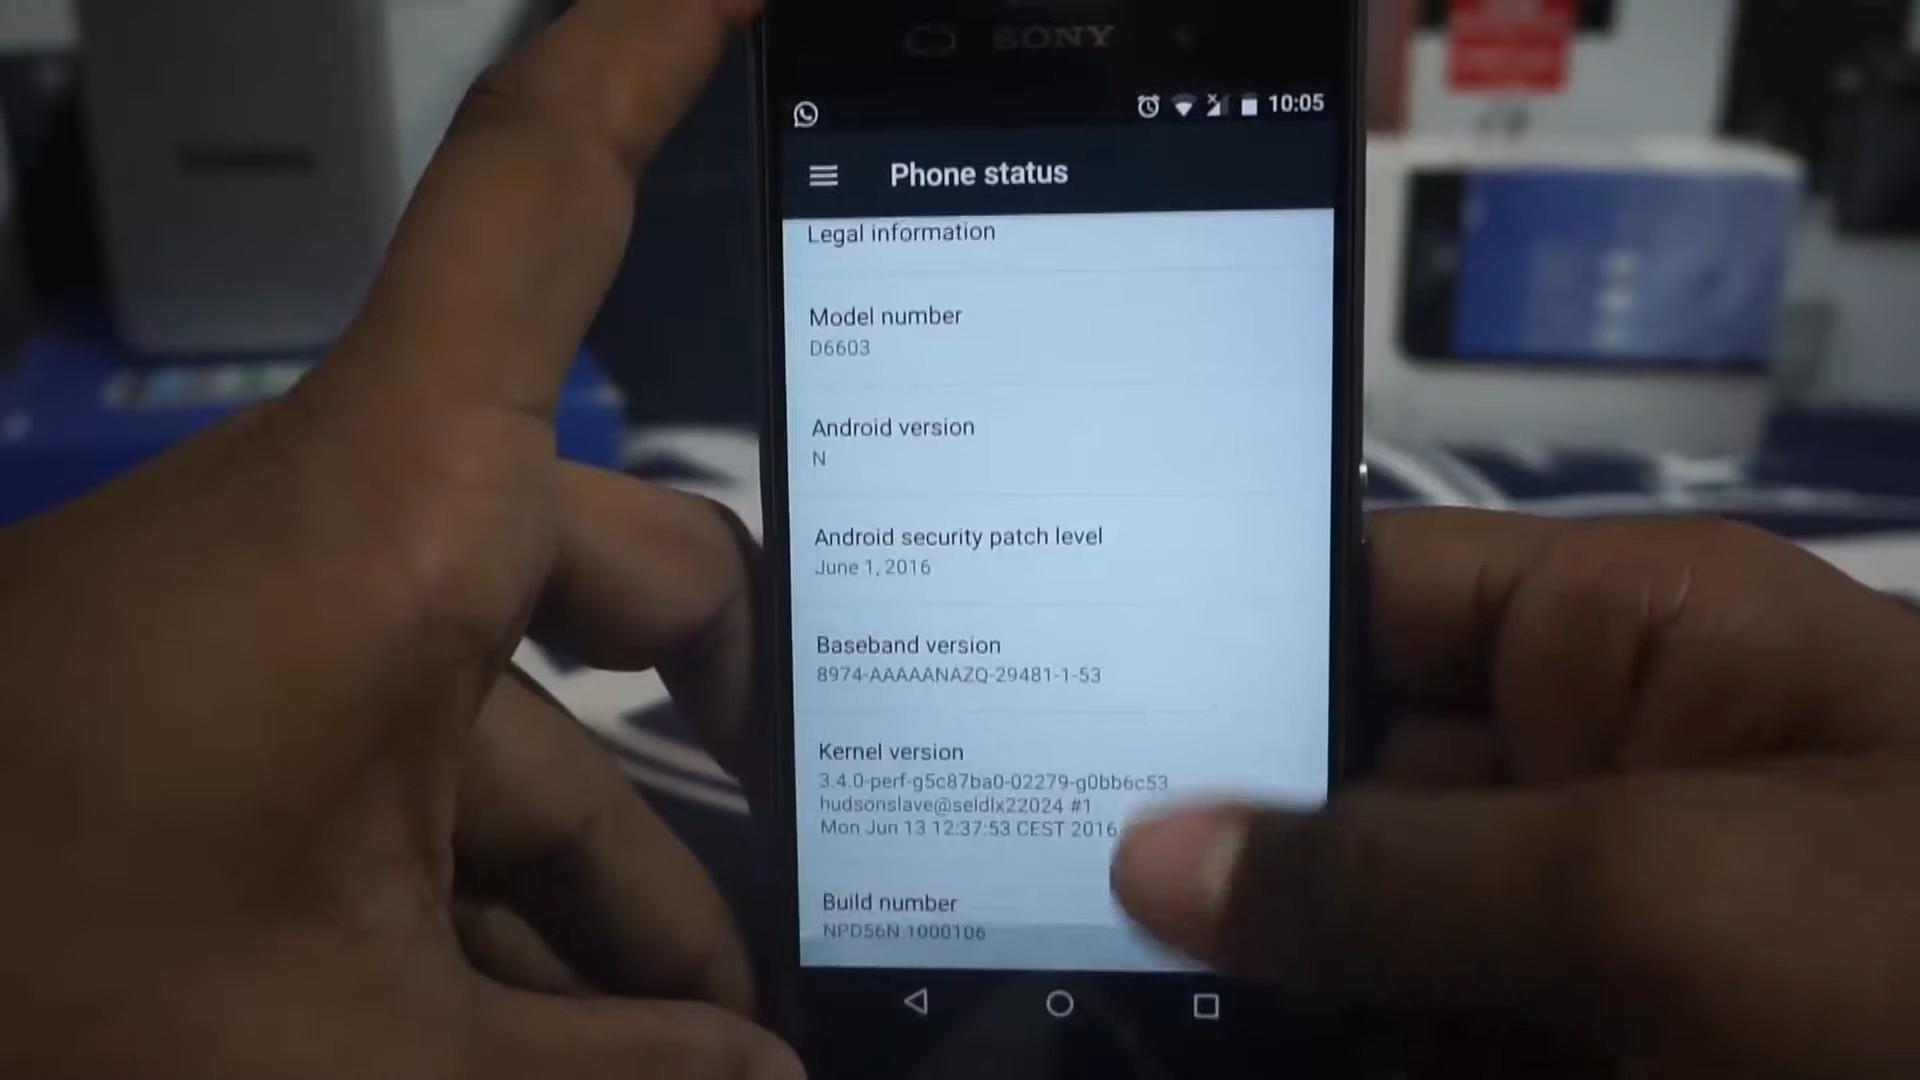 SONY
10:05
Phone status
Legal information
Model number
D6603
Android version
N
Android security patch level
June 1, 2016
Baseband version
8974-AAAAANAZQ-29481-1-53
Kernel version
3.4.0-perf-g5c87ba0-02279-g0bb6c53
hudsonslave@seldlx22024 #1
Mon Jun 13 12:37:53 CEST 2016
Build number
NPD56N.1000106